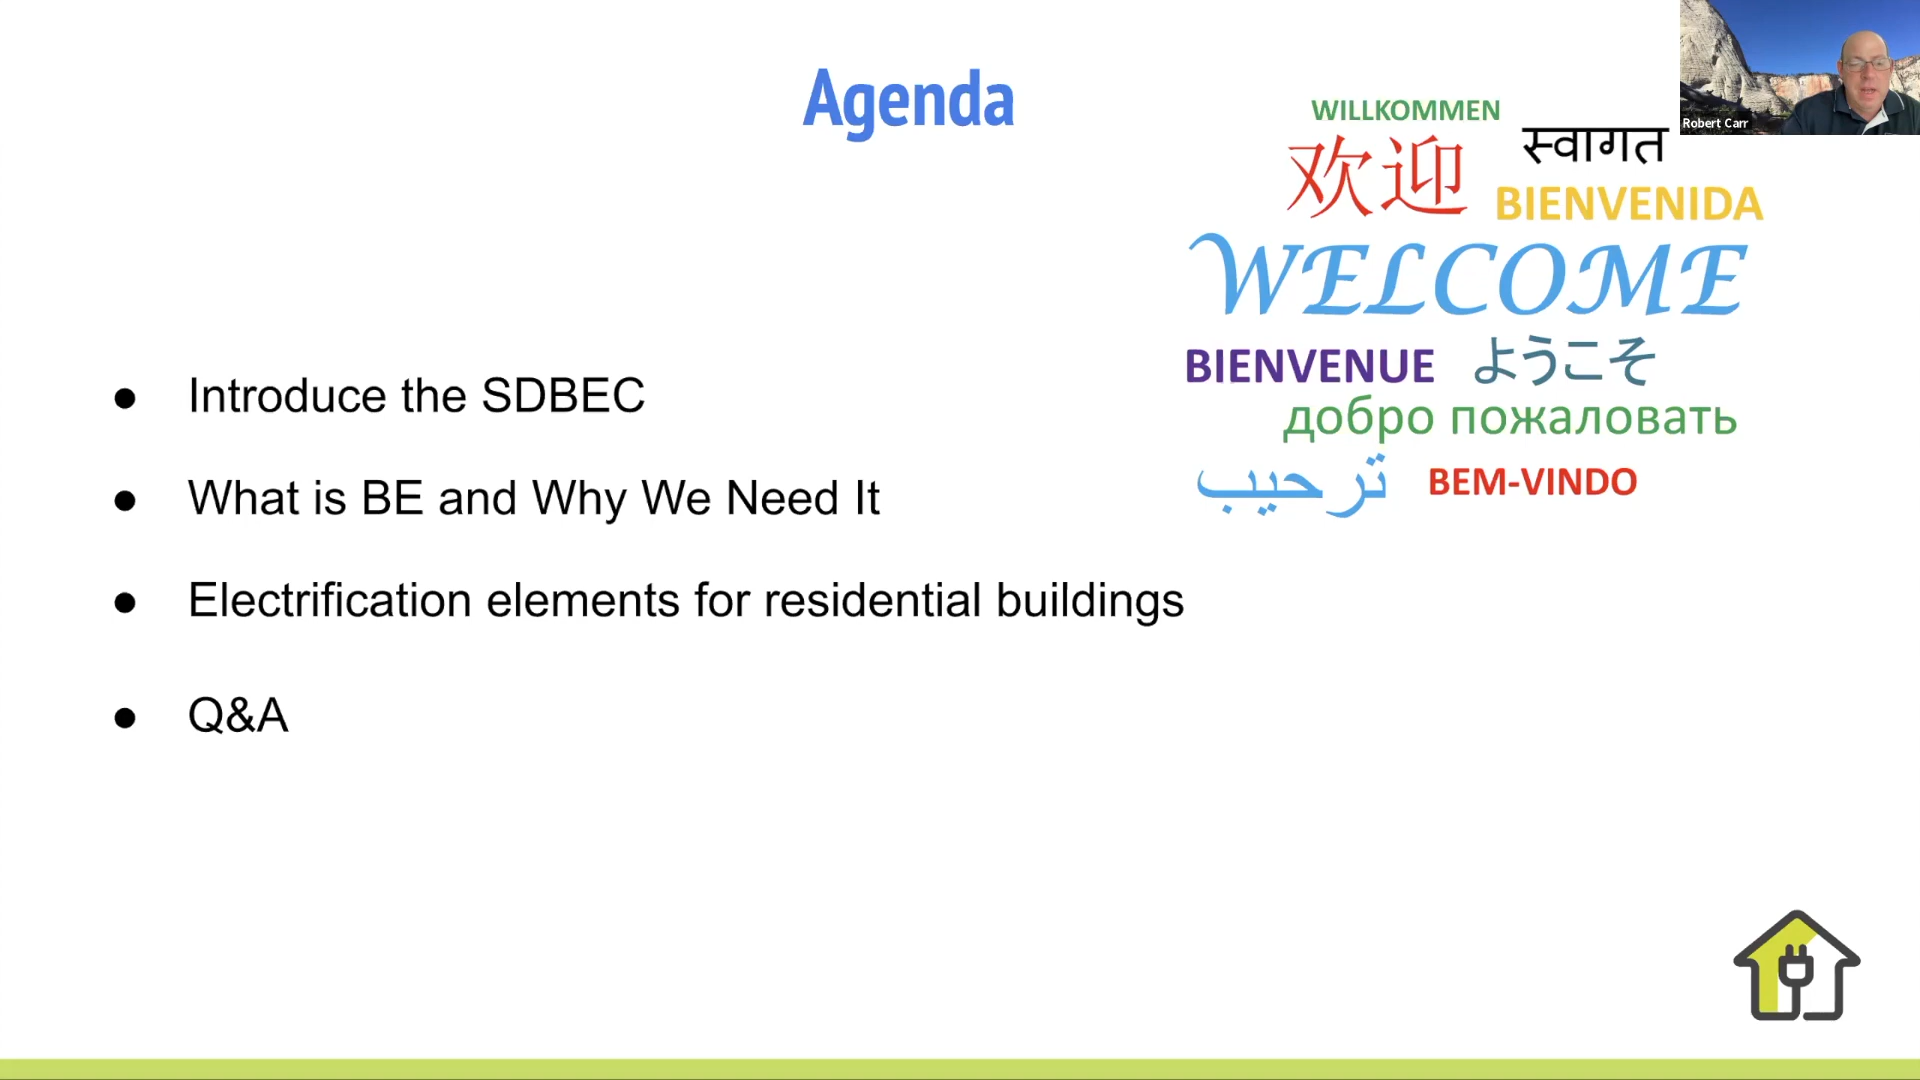 Agenda
WILLKOMMEN
欢迎 स्वागत
BIENVENIDA
WELCOME
BIENVENUE ようこそ
добро пожаловать
ترحيب BEM-VINDO
Robert Carr
● Introduce the SDBEC
● What is BE and Why We Need It
● Electrification elements for residential buildings
● Q&A